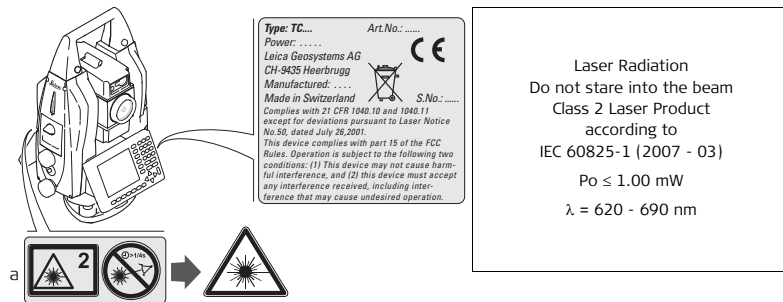 Type: TC.... Art.No.: ......
Power: . . . . .
Leica Geosystems AG
CH-9435 Heerbrugg
Manufactured: . . . .
Made in Switzerland S.No.: ......
CE
Complies with 21 CFR 1040.10 and 1040.11
except for deviations pursuant to Laser Notice
No.50, dated July 26,2001.
This device complies with part 15 of the FCC
Rules. Operation is subject to the following two
conditions: (1) This device may not cause harm-
ful interference, and (2) this device must accept
any interference received, including inter-
ference that may cause undesired operation.
Laser Radiation
Do not stare into the beam
Class 2 Laser Product
according to
IEC 60825-1 (2007 - 03)
Po ≤ 1.00 mW
λ = 620 - 690 nm
a
2
>1/4s